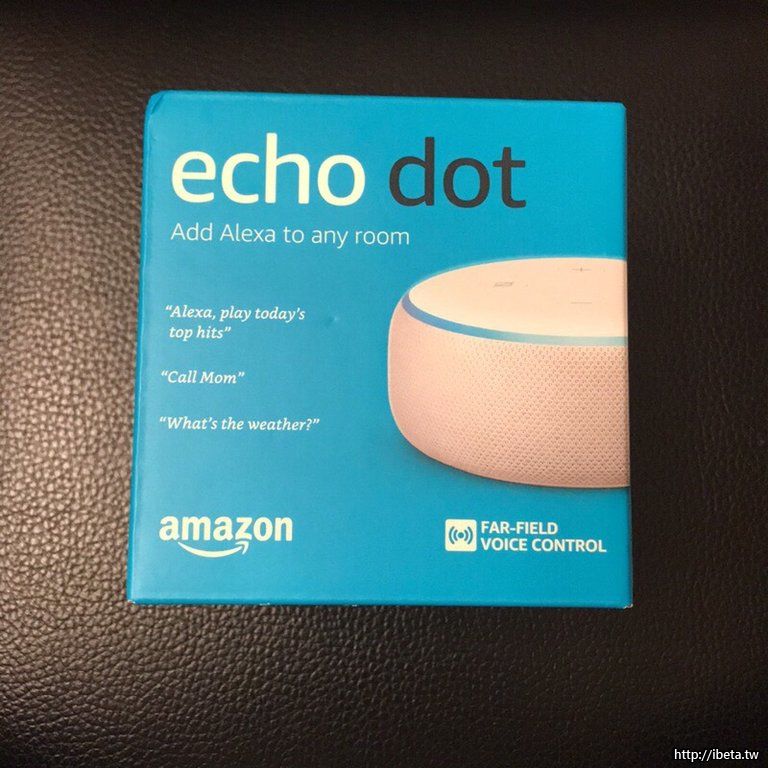 echo dot
Add Alexa to any room
“Alexa, play today's
top hits”
“Call Mom”
“What's the weather?”
amazon
FAR-FIELD
VOICE CONTROL
http://ibeta.tw